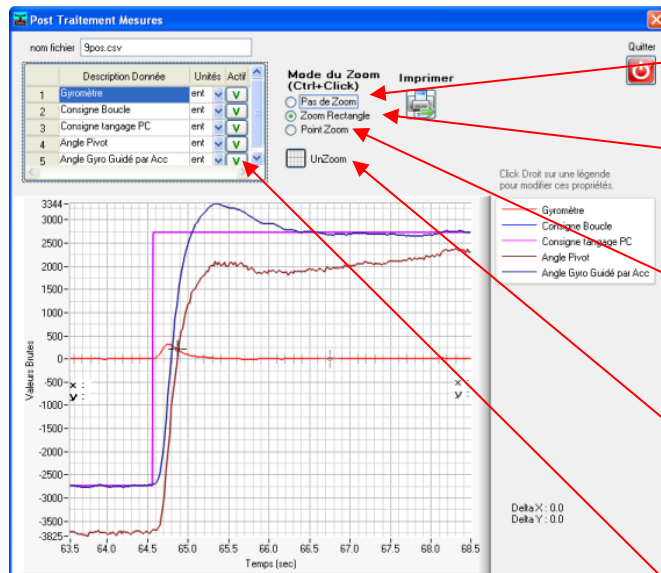 Post Traitement Mesures
nom fichier 9pos.csv
Quitter
Description Donnée Unités Actif
1 Gyromètre ent V
2 Consigne Boucle ent V
3 Consigne tangage PC ent V
4 Angle Pivot ent V
5 Angle Gyro Guidé par Acc ent V
Mode du Zoom
(Ctrl+Click)
Pas de Zoom
Zoom Rectangle
Point Zoom
UnZoom
Imprimer
Click Droit sur une légende
pour modifier ces propriétés.
Gyromètre
Consigne Boucle
Consigne tangage PC
Angle Pivot
Angle Gyro Guidé par Acc
Valeurs Brutes
3344
3000
2500
2000
1500
1000
500
0
-500
-1000
-1500
-2000
-2500
-3000
-3500
-3825
x :
y :
x :
y :
63.5 64.0 64.5 65.0 65.5 66.0 66.5 67.0 67.5 68.0 68.5
Temps (sec)
Delta X : 0.0
Delta Y : 0.0